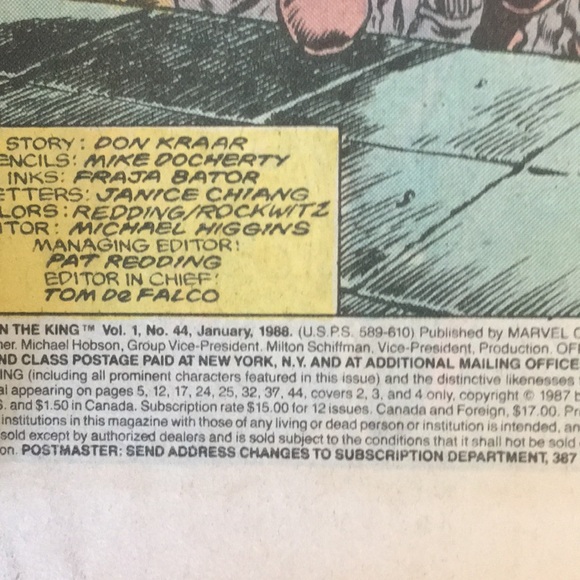 STORY: DON KRAAR
ENCILS: MIKE DOCHERTY
INKS: FRAJA BATOR
ETTERS: JANICE CHIANG
LORS: REDDING/ROCKWITZ
ITOR: MICHAEL HIGGINS
MANAGING EDITOR:
PAT REDDING
EDITOR IN CHIEF:
TOM DE FALCO
N THE KING™ Vol. 1, No. 44, January, 1988. (U.S.P.S. 589-610) Published by MARVEL C
her. Michael Hobson, Group Vice-President. Milton Schiffman, Vice-President, Production. OF
ND CLASS POSTAGE PAID AT NEW YORK, N.Y. AND AT ADDITIONAL MAILING OFFICE
ING (including all prominent characters featured in this issue) and the distinctive likenesses
al appearing on pages 5, 12, 17, 24, 25, 32, 37, 44, covers 2, 3, and 4 only, copyright © 1987 b
S. and $1.50 in Canada. Subscription rate $15.00 for 12 issues. Canada and Foreign, $17.00. Pr
institutions in this magazine with those of any living or dead person or institution is intended, an
sold except by authorized dealers and is sold subject to the conditions that it shall not be sold
on. POSTMASTER: SEND ADDRESS CHANGES TO SUBSCRIPTION DEPARTMENT, 387